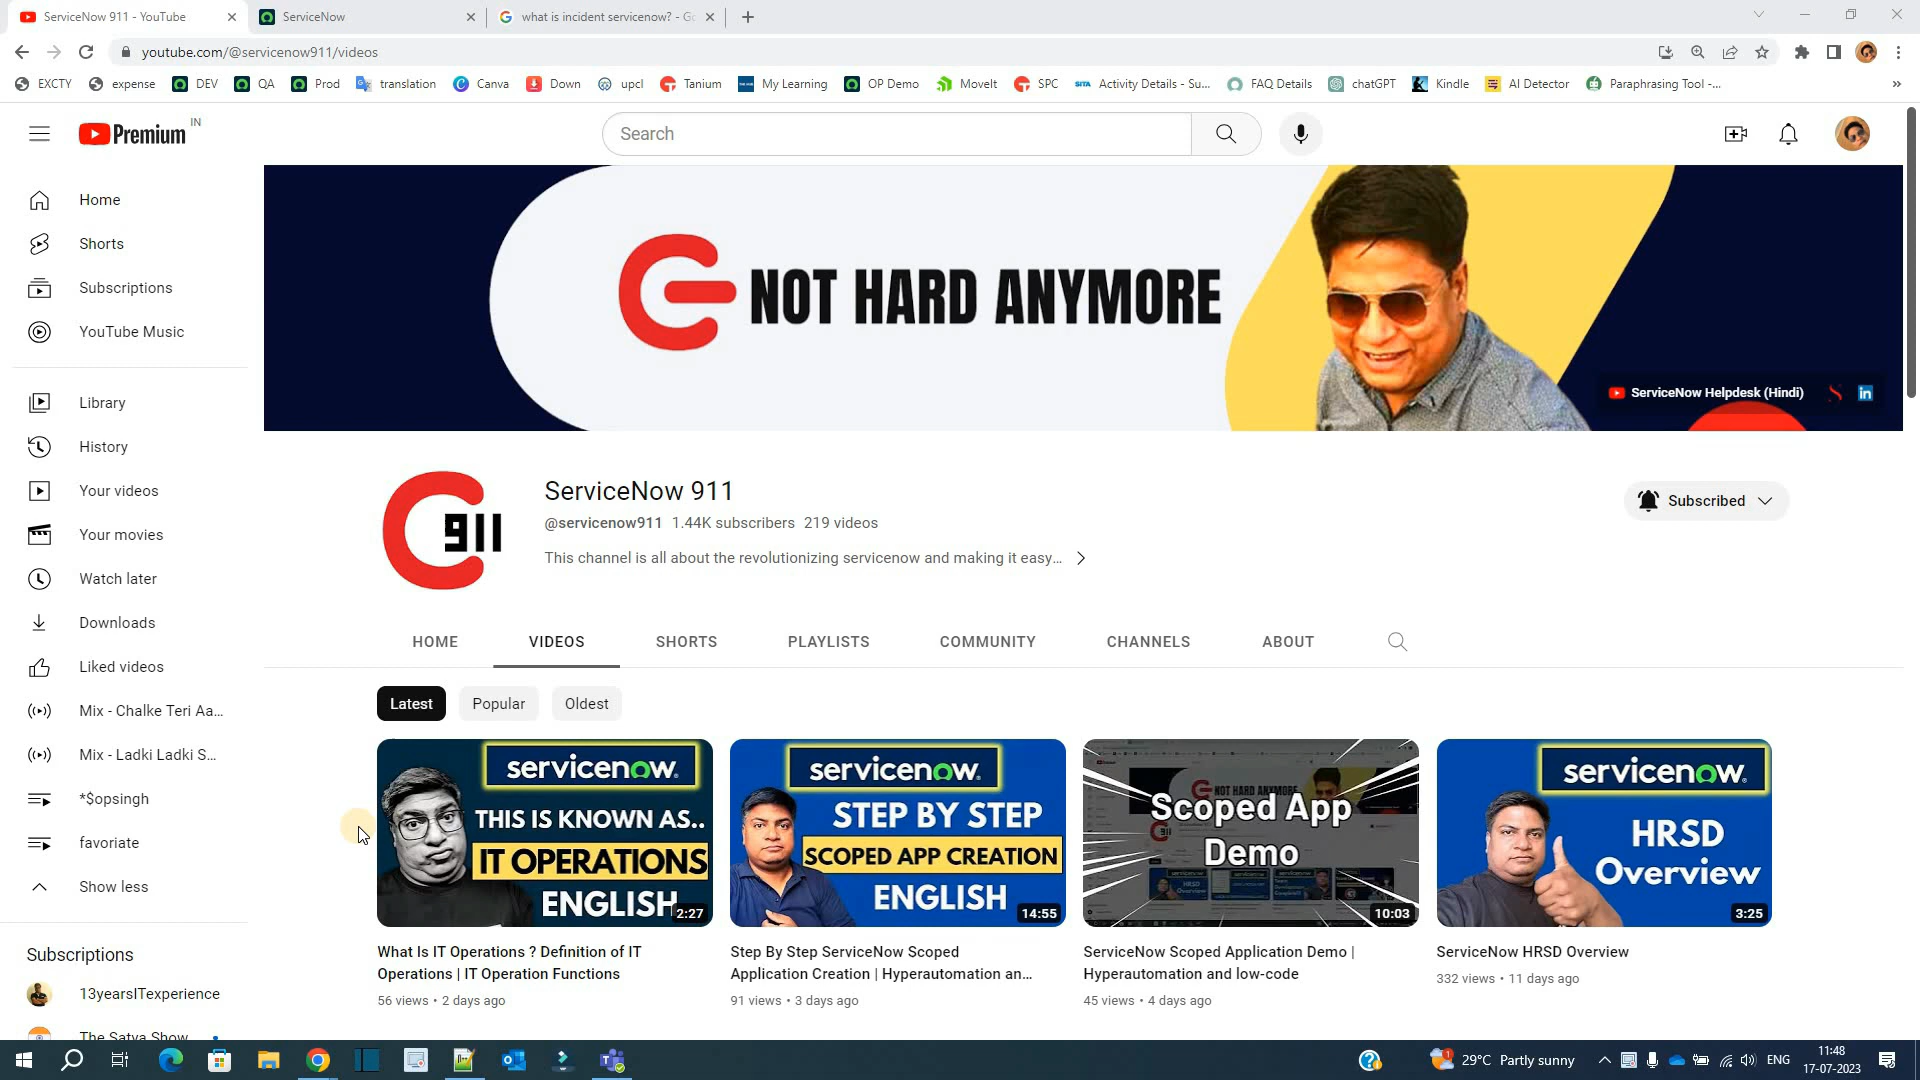 ServiceNow 911 - YouTube
ServiceNow
what is incident servicenow? - Go
youtube.com/@servicenow911/videos
EXCTY
expense
DEV
QA
Prod
translation
Canva
Down
upcl
Tanium
My Learning
OP Demo
MoveIt
SPC
Activity Details - Su...
FAQ Details
chatGPT
Kindle
AI Detector
Paraphrasing Tool -...
Premium IN
Search
Home
Shorts
Subscriptions
YouTube Music
Library
History
Your videos
Your movies
Watch later
Downloads
Liked videos
Mix - Chalke Teri Aa...
Mix - Ladki Ladki S...
*$opsingh
favoriate
Show less
Subscriptions
13yearsITexperience
The Satya Show
NOT HARD ANYMORE
ServiceNow Helpdesk (Hindi)
911
ServiceNow 911
@servicenow911 1.44K subscribers 219 videos
This channel is all about the revolutionizing servicenow and making it easy...
Subscribed
HOME
VIDEOS
SHORTS
PLAYLISTS
COMMUNITY
CHANNELS
ABOUT
Latest
Popular
Oldest
servicenow.
THIS IS KNOWN AS..
IT OPERATIONS
ENGLISH
2:27
What Is IT Operations ? Definition of IT
Operations | IT Operation Functions
56 views • 2 days ago
servicenow.
STEP BY STEP
SCOPED APP CREATION
ENGLISH
14:55
Step By Step ServiceNow Scoped
Application Creation | Hyperautomation an...
91 views • 3 days ago
Scoped App
Demo
10:03
ServiceNow Scoped Application Demo |
Hyperautomation and low-code
45 views • 4 days ago
servicenow.
HRSD
Overview
3:25
ServiceNow HRSD Overview
332 views • 11 days ago
29°C Partly sunny
ENG
11:48
17-07-2023